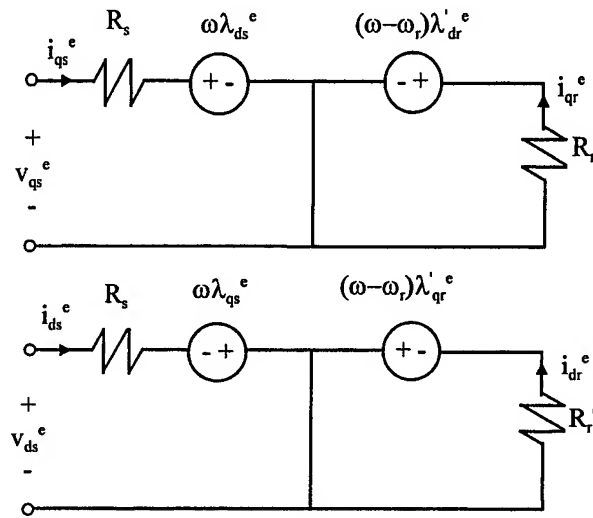 R_s ωλ_ds^e (ω-ω_r)λ'_dr^e
i_qs^e + - - + i_qr^e
+
v_qs^e
-
R_r
R_s ωλ_qs^e (ω-ω_r)λ'_qr^e
i_ds^e - + + - i_dr^e
+
v_ds^e
-
R_r'